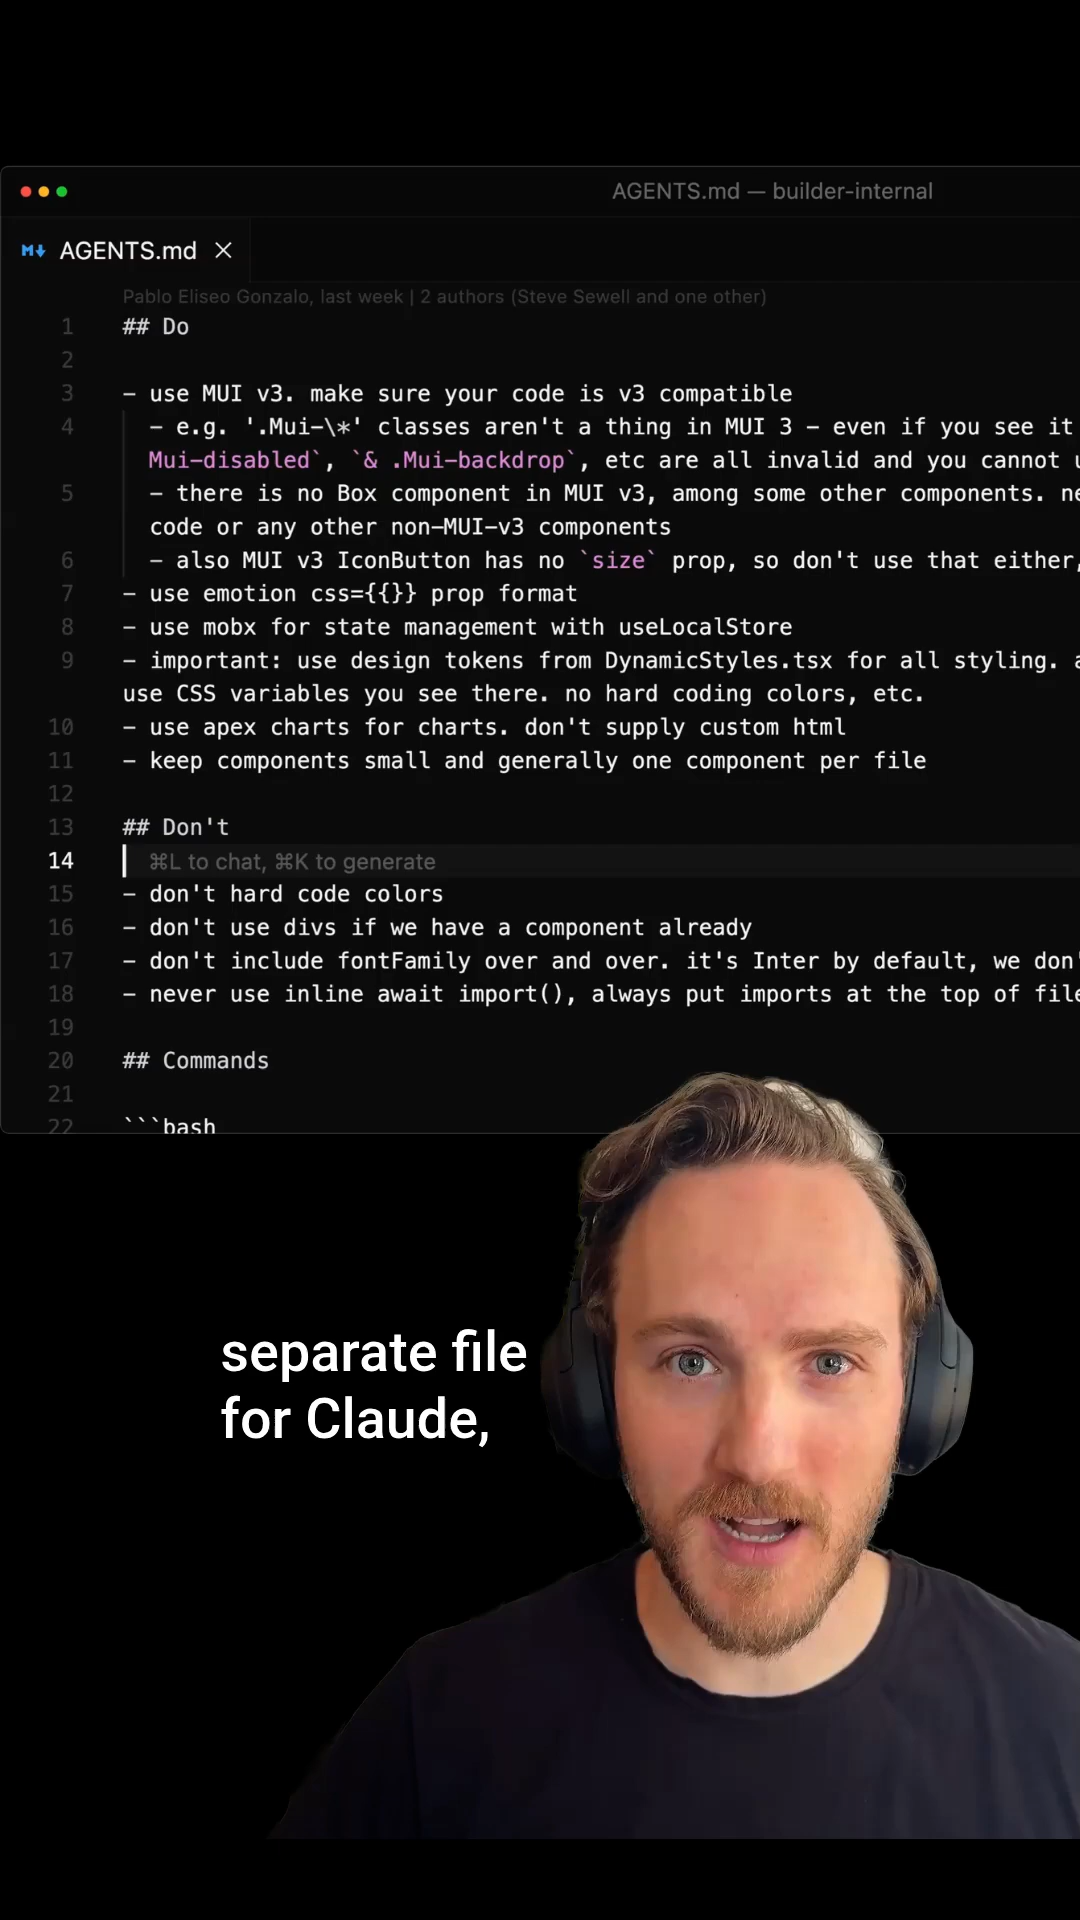 AGENTS.md — builder-internal
AGENTS.md
Pablo Eliseo Gonzalo, last week | 2 authors (Steve Sewell and one other)
1 ## Do
2
3 - use MUI v3. make sure your code is v3 compatible
4 - e.g. '.Mui-\*' classes aren't a thing in MUI 3 - even if you see it
Mui-disabled`, `& .Mui-backdrop`, etc are all invalid and you cannot
5 - there is no Box component in MUI v3, among some other components.
code or any other non-MUI-v3 components
6 - also MUI v3 IconButton has no `size` prop, so don't use that either,
7 - use emotion css={{}} prop format
8 - use mobx for state management with useLocalStore
9 - important: use design tokens from DynamicStyles.tsx for all styling.
use CSS variables you see there. no hard coding colors, etc.
10 - use apex charts for charts. don't supply custom html
11 - keep components small and generally one component per file
12
13 ## Don't
14 ⌘L to chat, ⌘K to generate
15 - don't hard code colors
16 - don't use divs if we have a component already
17 - don't include fontFamily over and over. it's Inter by default, we don'
18 - never use inline await import(), always put imports at the top of file
19
20 ## Commands
21
22 ```bash
separate file
for Claude,